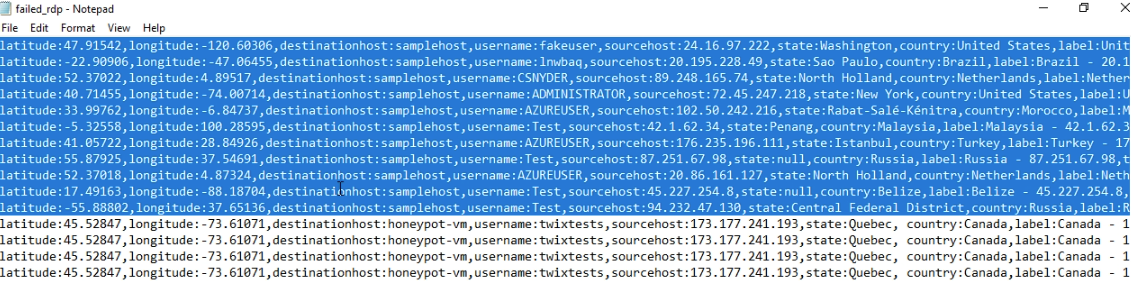 failed_rdp - Notepad
File Edit Format View Help
latitude:47.91542,longitude:-120.60306,destinationhost:samplehost,username:fakeuser,sourcehost:24.16.97.222,state:Washington,country:United States,label:Unit
latitude:-22.90906,longitude:-47.06455,destinationhost:samplehost,username:lnwbaq,sourcehost:20.195.228.49,state:Sao Paulo,country:Brazil,label:Brazil - 20.1
latitude:52.37022,longitude:4.89517,destinationhost:samplehost,username:CSNYDER,sourcehost:89.248.165.74,state:North Holland,country:Netherlands,label:Nether
latitude:40.71455,longitude:-74.00714,destinationhost:samplehost,username:ADMINISTRATOR,sourcehost:72.45.247.218,state:New York,country:United States,label:U
latitude:33.99762,longitude:-6.84737,destinationhost:samplehost,username:AZUREUSER,sourcehost:102.50.242.216,state:Rabat-Salé-Kénitra,country:Morocco,label:M
latitude:-5.32558,longitude:100.28595,destinationhost:samplehost,username:Test,sourcehost:42.1.62.34,state:Penang,country:Malaysia,label:Malaysia - 42.1.62.3
latitude:41.05722,longitude:28.84926,destinationhost:samplehost,username:AZUREUSER,sourcehost:176.235.196.111,state:Istanbul,country:Turkey,label:Turkey - 17
latitude:55.87925,longitude:37.54691,destinationhost:samplehost,username:Test,sourcehost:87.251.67.98,state:null,country:Russia,label:Russia - 87.251.67.98,t
latitude:52.37018,longitude:4.87324,destinationhost:samplehost,username:AZUREUSER,sourcehost:20.86.161.127,state:North Holland,country:Netherlands,label:Neth
latitude:17.49163,longitude:-88.18704,destinationhost:samplehost,username:Test,sourcehost:45.227.254.8,state:null,country:Belize,label:Belize - 45.227.254.8,
latitude:-55.88802,longitude:37.65136,destinationhost:samplehost,username:Test,sourcehost:94.232.47.130,state:Central Federal District,country:Russia,label:R
latitude:45.52847,longitude:-73.61071,destinationhost:honeypot-vm,username:twixtests,sourcehost:173.177.241.193,state:Quebec, country:Canada,label:Canada - 1
latitude:45.52847,longitude:-73.61071,destinationhost:honeypot-vm,username:twixtests,sourcehost:173.177.241.193,state:Quebec, country:Canada,label:Canada - 1
latitude:45.52847,longitude:-73.61071,destinationhost:honeypot-vm,username:twixtests,sourcehost:173.177.241.193,state:Quebec, country:Canada,label:Canada - 1
latitude:45.52847,longitude:-73.61071,destinationhost:honeypot-vm,username:twixtests,sourcehost:173.177.241.193,state:Quebec, country:Canada,label:Canada - 1